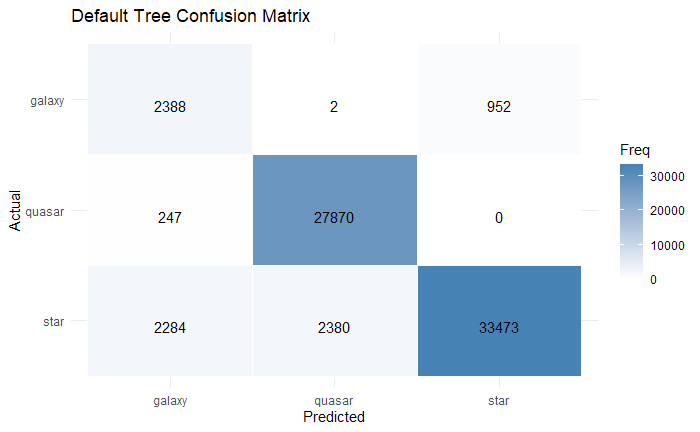 Default Tree Confusion Matrix
galaxy 2388 2 952
quasar 247 27870 0
star 2284 2380 33473
galaxy quasar star
Predicted
Actual
Freq
30000
20000
10000
0